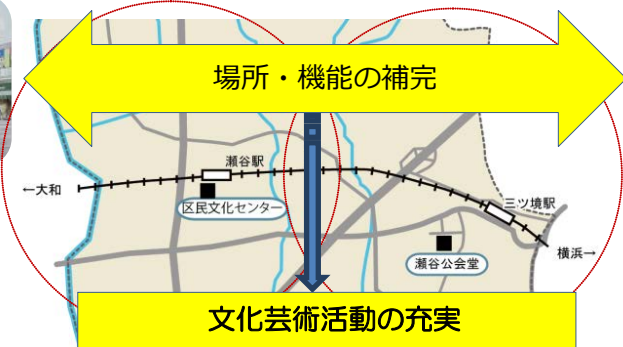 場所・機能の補完
瀬谷駅
←大和
区民文化センター
三ツ境駅
横浜→
瀬谷公会堂
文化芸術活動の充実